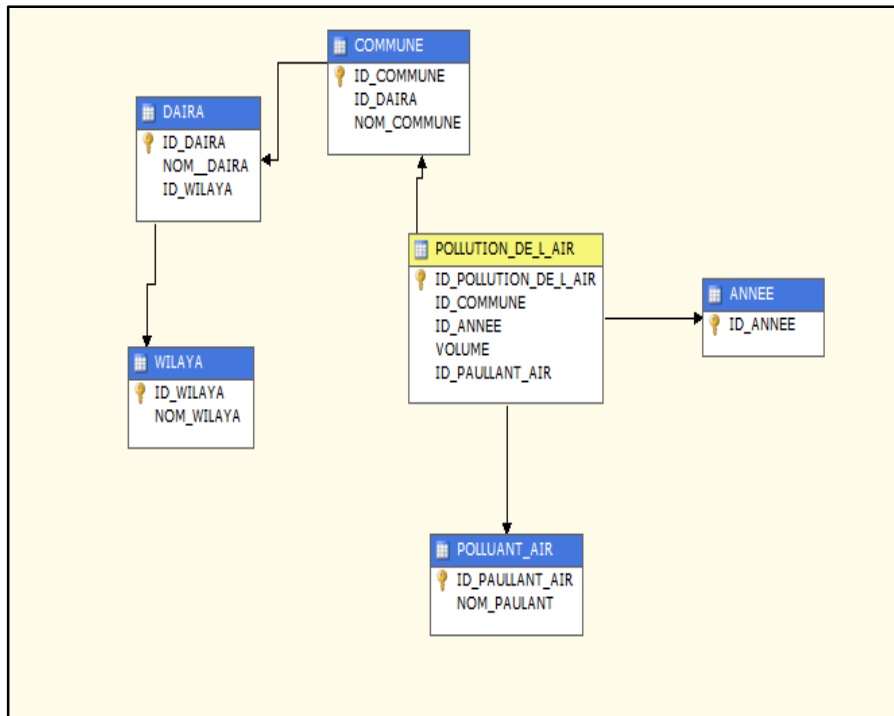 COMMUNE
ID_COMMUNE
ID_DAIRA
NOM_COMMUNE
DAIRA
ID_DAIRA
NOM__DAIRA
ID_WILAYA
POLLUTION_DE_L_AIR
ID_POLLUTION_DE_L_AIR
ID_COMMUNE
ID_ANNEE
VOLUME
ID_PAULLANT_AIR
ANNEE
ID_ANNEE
WILAYA
ID_WILAYA
NOM_WILAYA
POLLUANT_AIR
ID_PAULLANT_AIR
NOM_PAULANT